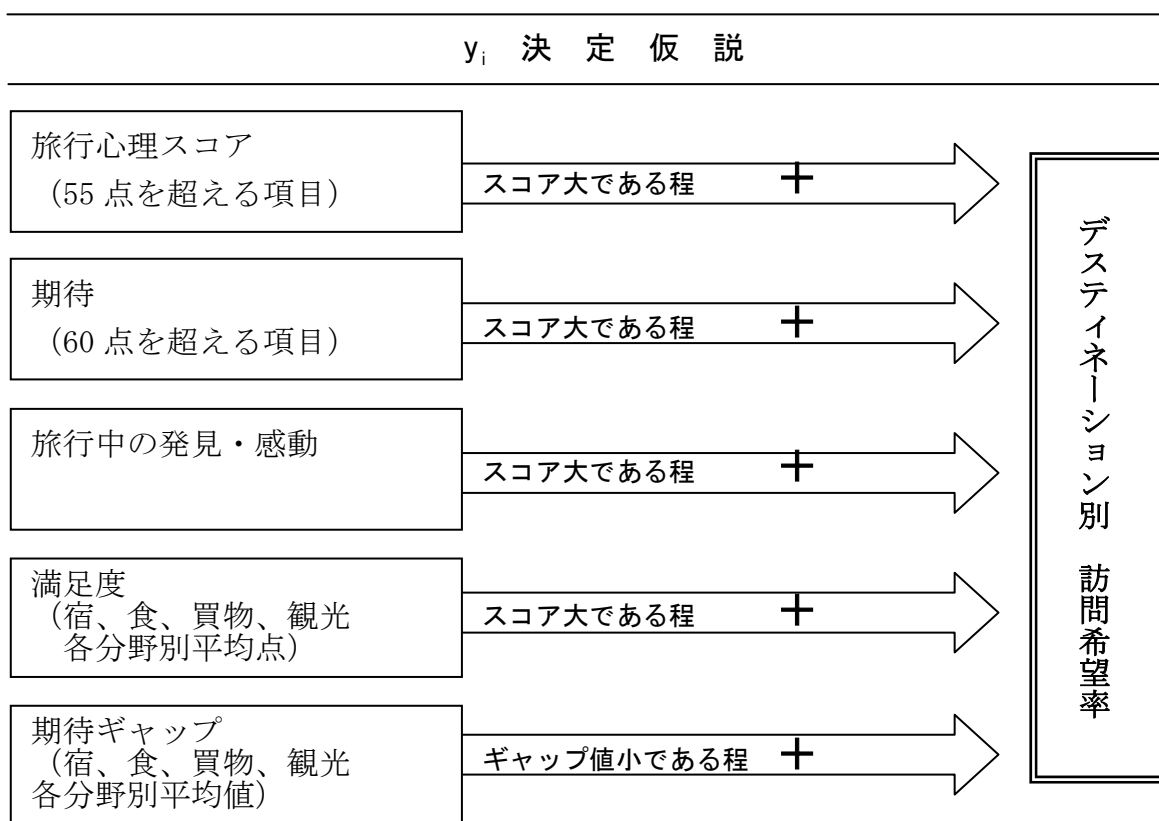 yi 決 定 仮 説
旅行心理スコア
（55 点を超える項目）
スコア大である程 ＋
期待
（60 点を超える項目）
スコア大である程 ＋
旅行中の発見・感動
スコア大である程 ＋
満足度
（宿、食、買物、観光
各分野別平均点）
スコア大である程 ＋
期待ギャップ
（宿、食、買物、観光
各分野別平均値）
ギャップ値小である程 ＋
デスティネーション別 訪問希望率